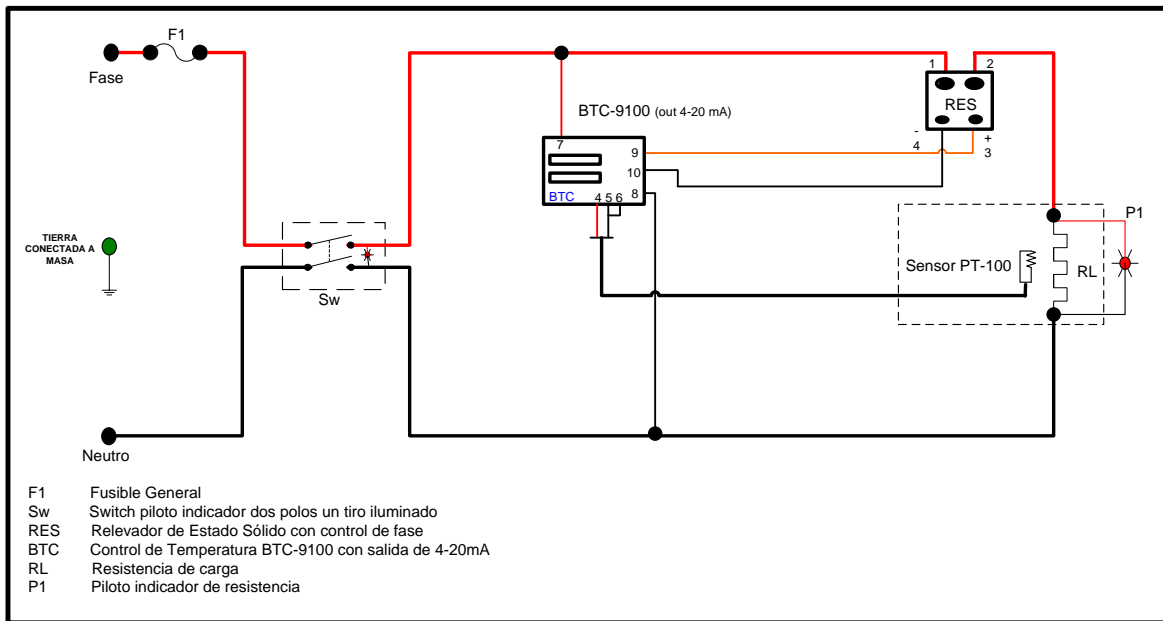 F1
Fase
1
2
RES
-
4
+
3
BTC-9100 (out 4-20 mA)
7
9
10
8
BTC
4 5 6
TIERRA
CONECTADA A
MASA
Sw
P1
Sensor PT-100
RL
Neutro
F1 Fusible General
Sw Switch piloto indicador dos polos un tiro iluminado
RES Relevador de Estado Sólido con control de fase
BTC Control de Temperatura BTC-9100 con salida de 4-20mA
RL Resistencia de carga
P1 Piloto indicador de resistencia